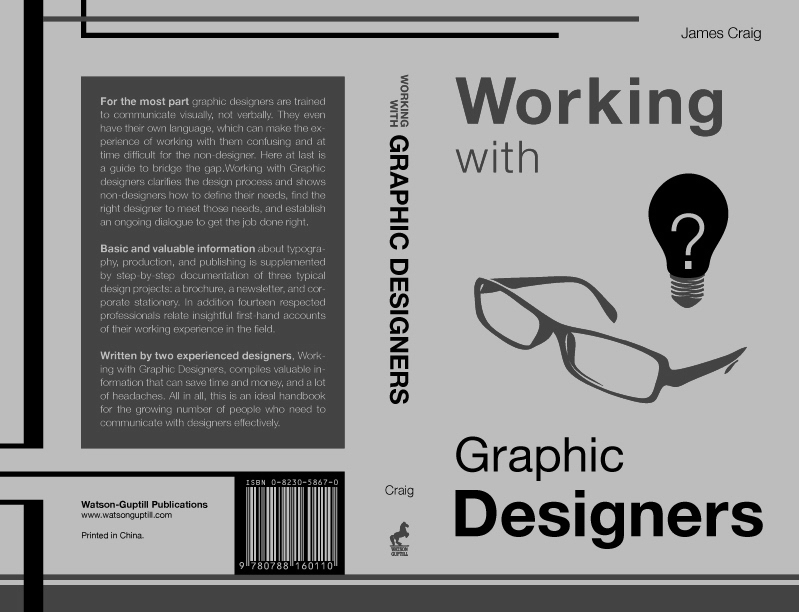 James Craig
Working
with
?
Graphic
Designers
WORKING
WITH
GRAPHIC DESIGNERS
Craig
WATSON
GUPTILL
For the most part graphic designers are trained
to communicate visually, not verbally. They even
have their own language, which can make the ex-
perience of working with them confusing and at
time difficult for the non-designer. Here at last is
a guide to bridge the gap.Working with Graphic
designers clarifies the design process and shows
non-designers how to define their needs, find the
right designer to meet those needs, and establish
an ongoing dialogue to get the job done right.
Basic and valuable information about typogra-
phy, production, and publishing is supplemented
by step-by-step documentation of three typical
design projects: a brochure, a newsletter, and cor-
porate stationery. In addition fourteen respected
professionals relate insightful first-hand accounts
of their working experience in the field.
Written by two experienced designers, Work-
ing with Graphic Designers, compiles valuable in-
formation that can save time and money, and a lot
of headaches. All in all, this is an ideal handbook
for the growing number of people who need to
communicate with designers effectively.
Watson-Guptill Publications
www.watsonguptill.com
Printed in China.
ISBN 0-8230-5867-0
9 780788 160110